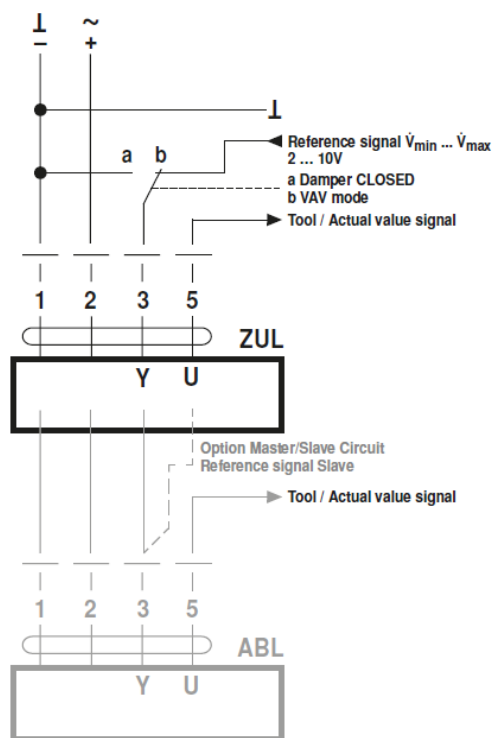 ⊥ ~
– +
⊥
a b
Reference signal V̇min ... V̇max
2 ... 10V
a Damper CLOSED
b VAV mode
Tool / Actual value signal
1 2 3 5
ZUL
Y U
Option Master/Slave Circuit
Reference signal Slave
Tool / Actual value signal
1 2 3 5
ABL
Y U